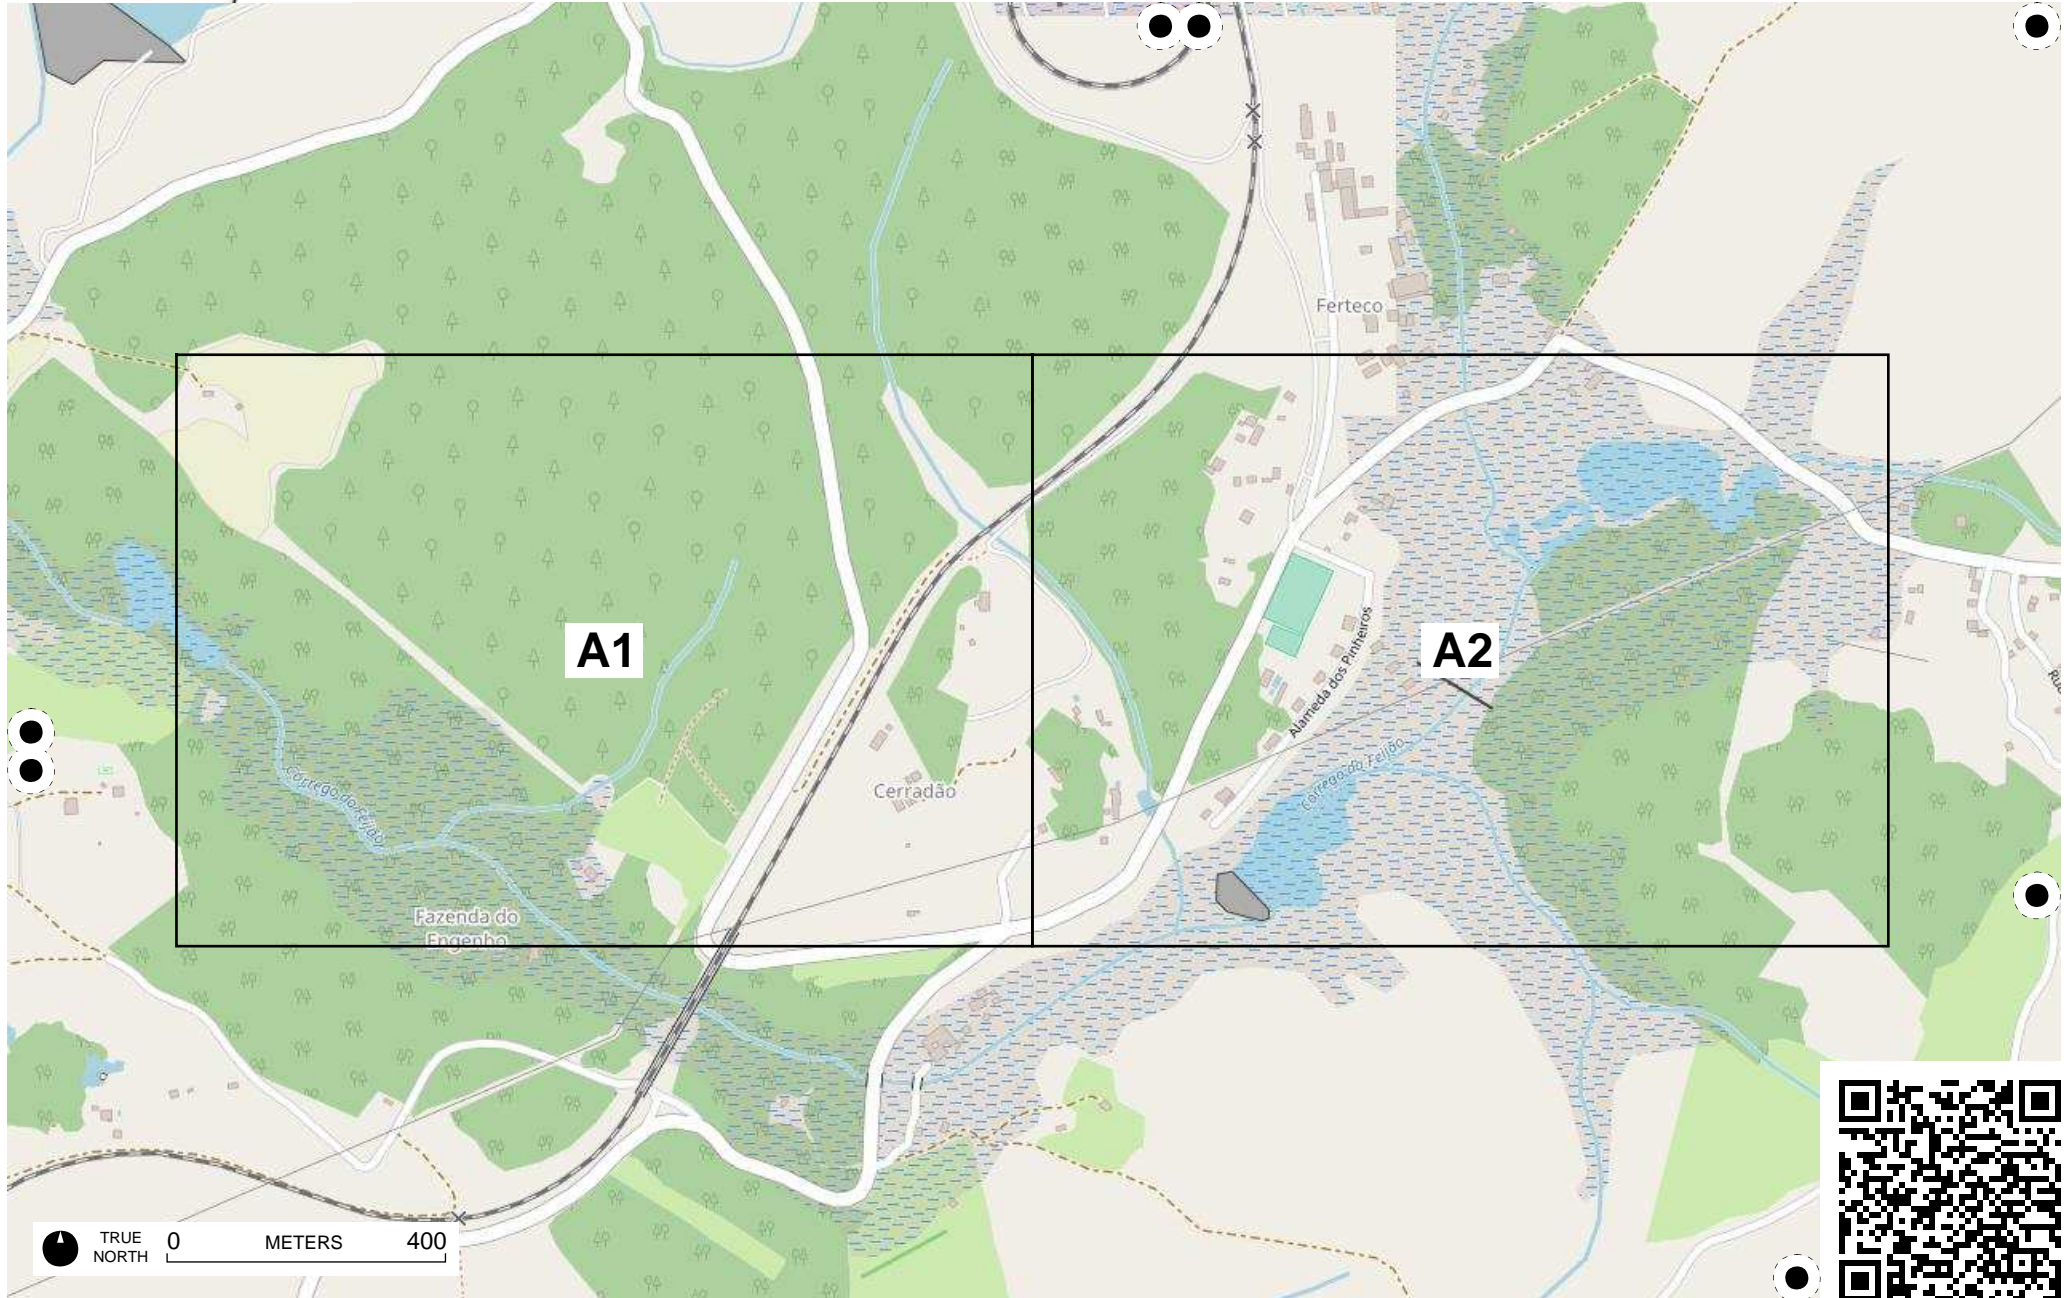 Ferteco
A1
A2
Alameda dos Pinheiros
Córrego do Feijão
Córrego do Feijão
Cerradão
Fazenda do
Engenho
TRUE
NORTH
0 METERS 400